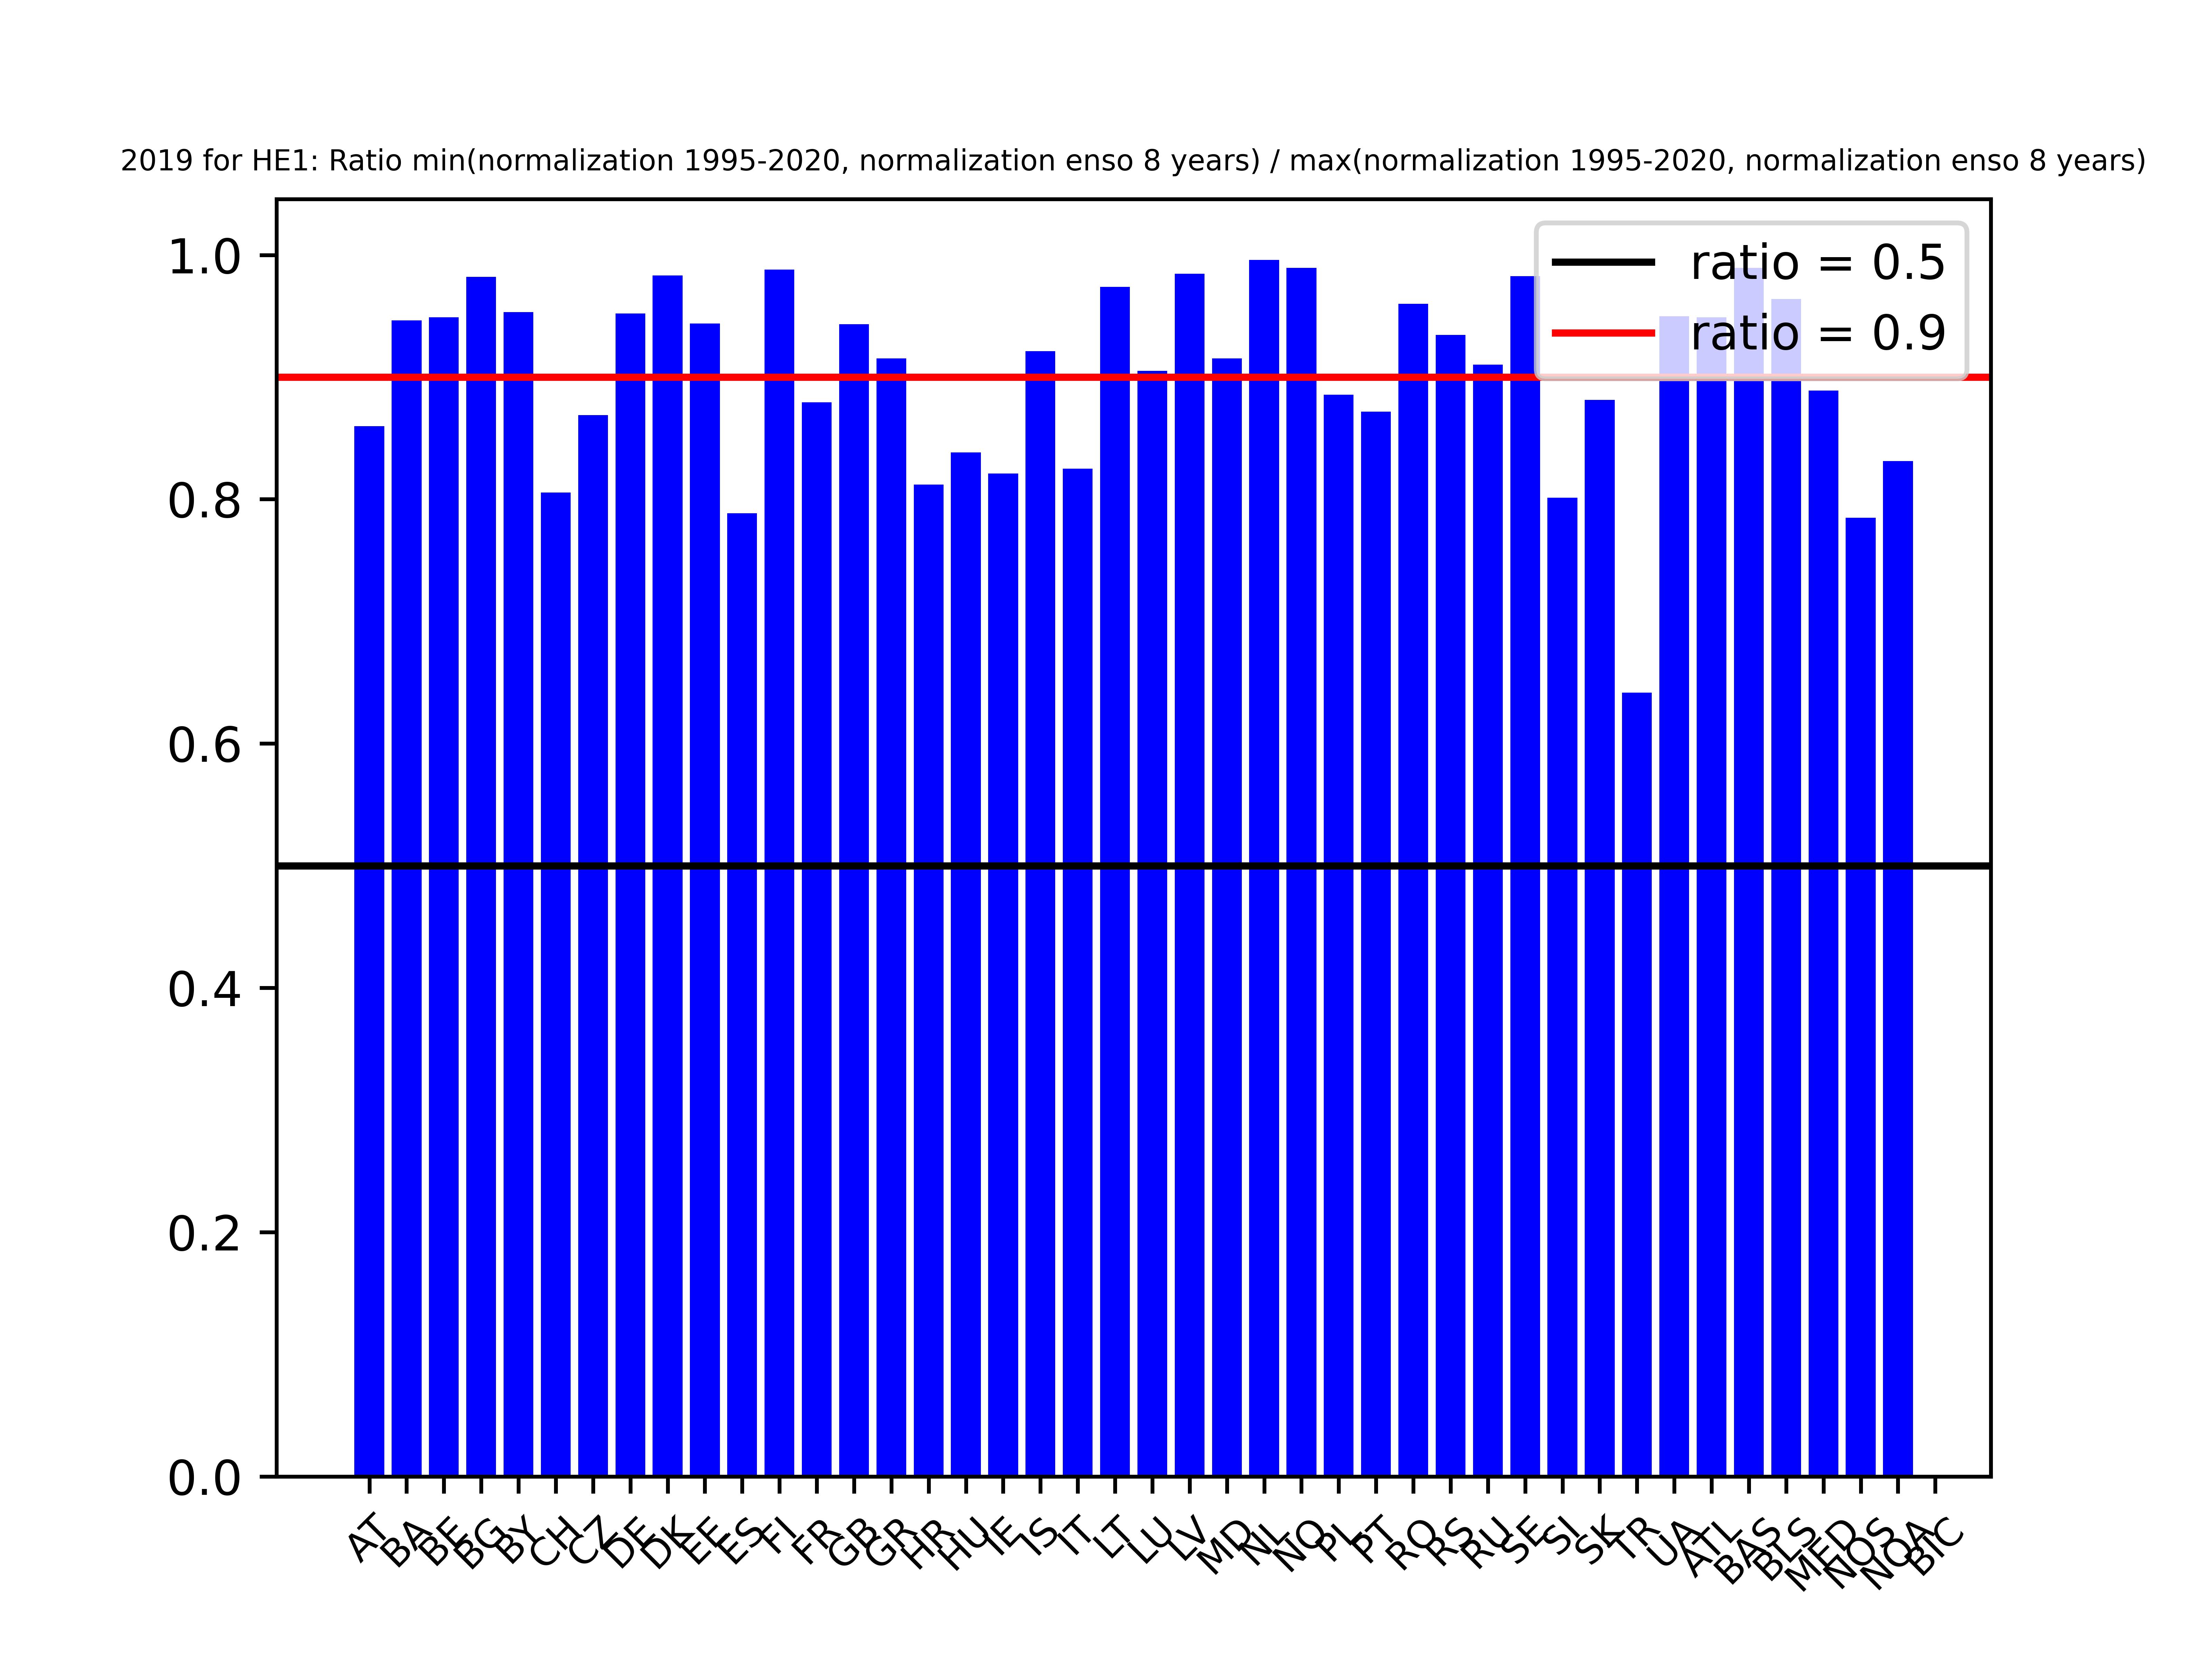 2019 for HE1: Ratio min(normalization 1995-2020, normalization enso 8 years) / max(normalization 1995-2020, normalization enso 8 years)
ratio = 0.5
ratio = 0.9
1.0
0.8
0.6
0.4
0.2
0.0
AT BA BE BG BY CH CZ DE DK EE ES FI FR GB GR HR HU IE IS IT LT LU LV MD NL NO PL PT RO RS RU SE SI SK TR UA ATL BAS BLS MED NOS NOA BIC